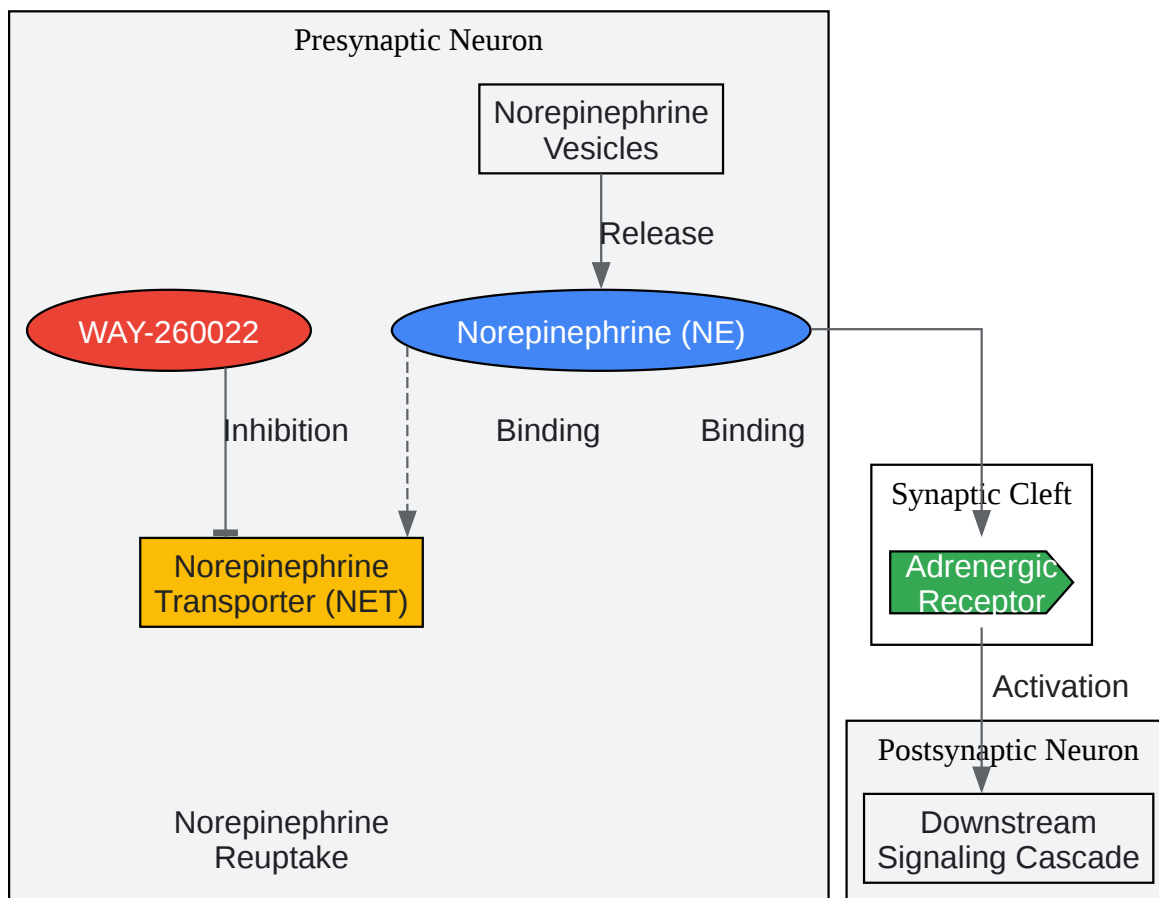 Presynaptic Neuron
Norepinephrine
Vesicles
Release
WAY-260022
Norepinephrine (NE)
Inhibition
Binding
Binding
Synaptic Cleft
Norepinephrine
Transporter (NET)
Adrenergic
Receptor
Activation
Postsynaptic Neuron
Norepinephrine
Reuptake
Downstream
Signaling Cascade